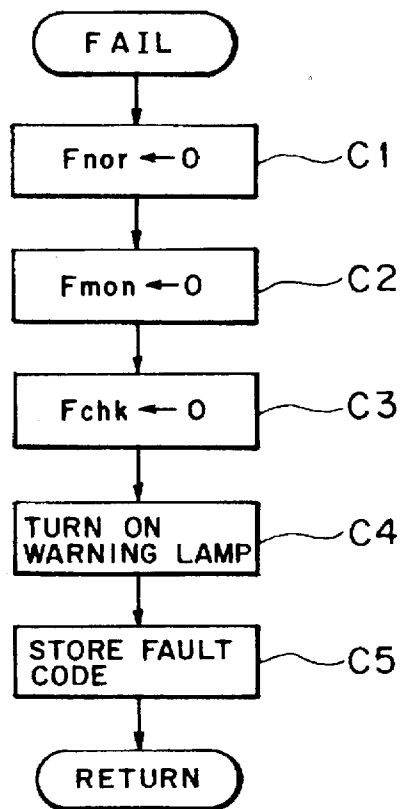 FAIL
Fnor ← 0
C1
Fmon ← 0
C2
Fchk ← 0
C3
TURN ON
WARNING LAMP
C4
STORE FAULT
CODE
C5
RETURN